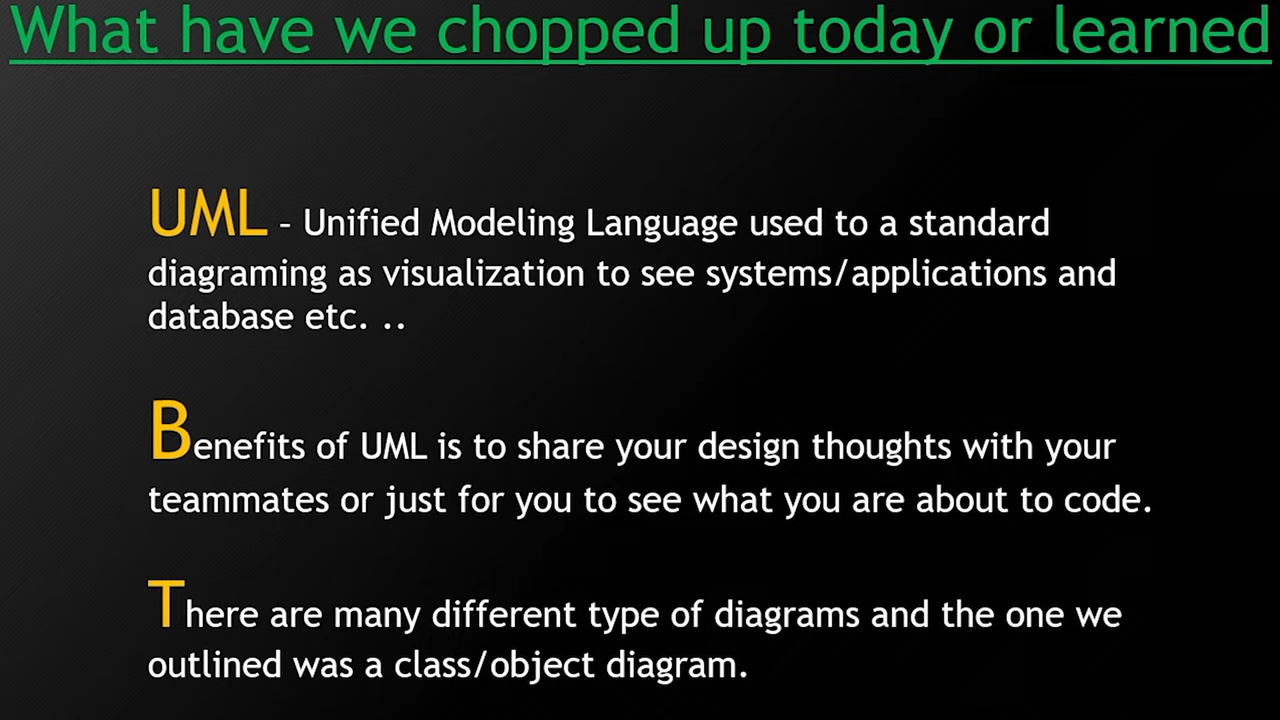 What have we chopped up today or learned
UML – Unified Modeling Language used to a standard
diagraming as visualization to see systems/applications and
database etc. ..
Benefits of UML is to share your design thoughts with your
teammates or just for you to see what you are about to code.
There are many different type of diagrams and the one we
outlined was a class/object diagram.